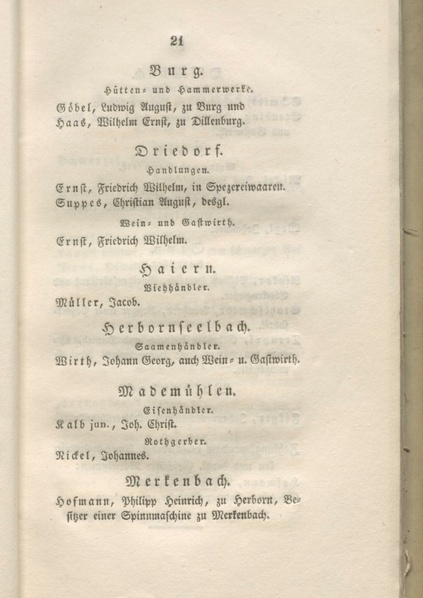 21
Burg.
Hütten- und Hammerwerke.
Göbel, Ludwig August, zu Burg und
Haas, Wilhelm Ernst, zu Dillenburg.
Driedorf.
Handlungen.
Ernst, Friedrich Wilhelm, in Spezereiwaaren.
Suppes, Christian August, desgl.
Wein- und Gastwirth.
Ernst, Friedrich Wilhelm.
Haiern.
Viehhändler.
Müller, Jacob.
Herbornseelbach.
Saamenhändler.
Wirth, Johann Georg, auch Wein- u. Gastwirth.
Mademühlen.
Eisenhändler.
Kalb jun., Joh. Christ.
Rothgerber.
Nickel, Johannes.
Merkenbach.
Hofmann, Philipp Heinrich, zu Herborn, Be-
sitzer einer Spinnmaschine zu Merkenbach.